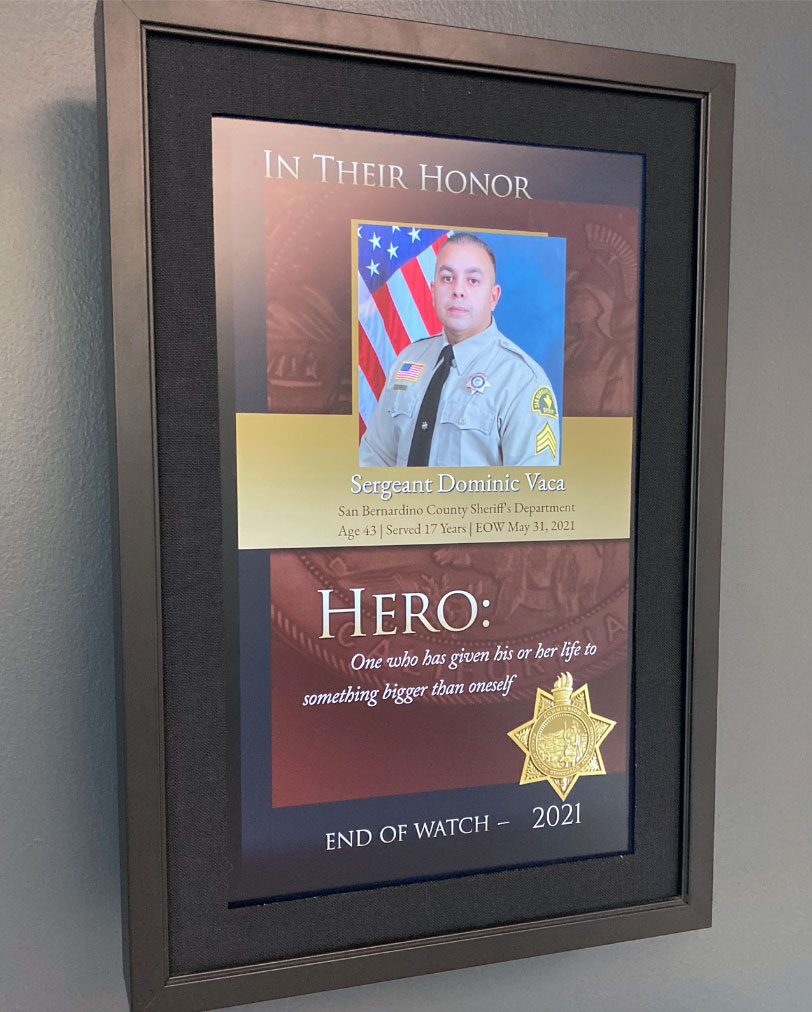 IN THEIR HONOR
Sergeant Dominic Vaca
San Bernardino County Sheriff's Department
Age 43 | Served 17 Years | EOW May 31, 2021
HERO:
One who has given his or her life to
something bigger than oneself
COMMISSION
END OF WATCH – 2021